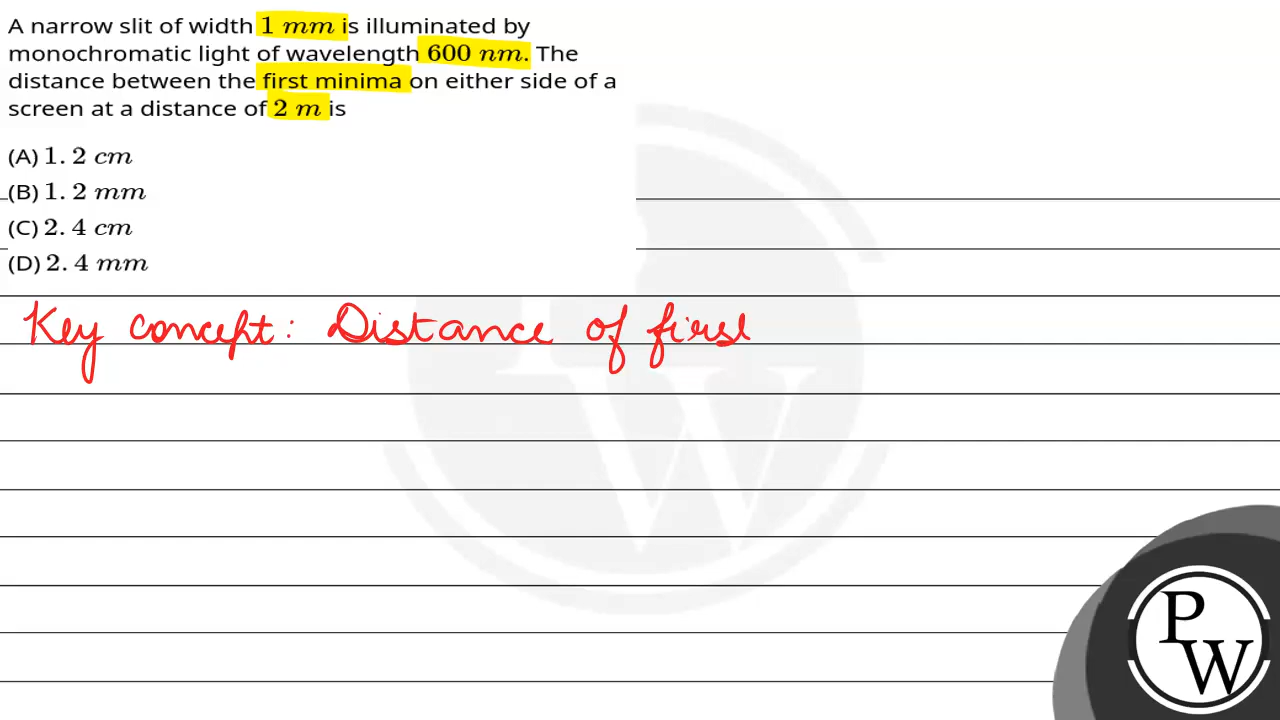 A narrow slit of width 1 mm is illuminated by
monochromatic light of wavelength 600 nm. The
distance between the first minima on either side of a
screen at a distance of 2 m is
(A) 1.2 cm
(B) 1.2 mm
(C) 2.4 cm
(D) 2.4 mm
Key concept: Distance of first
P
W